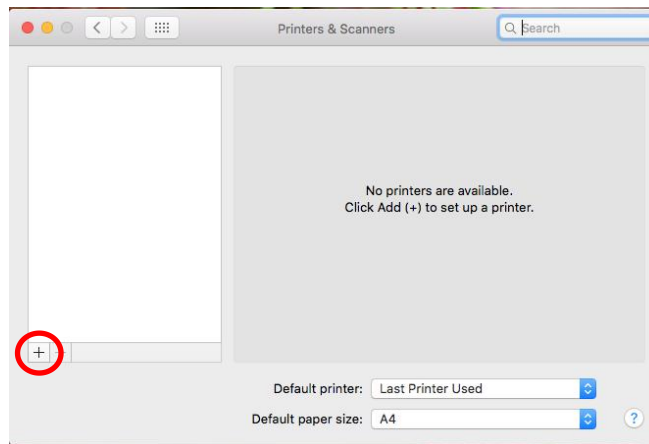 Printers & Scanners
Search
No printers are available.
Click Add (+) to set up a printer.
+ −
Default printer: Last Printer Used
Default paper size: A4
?